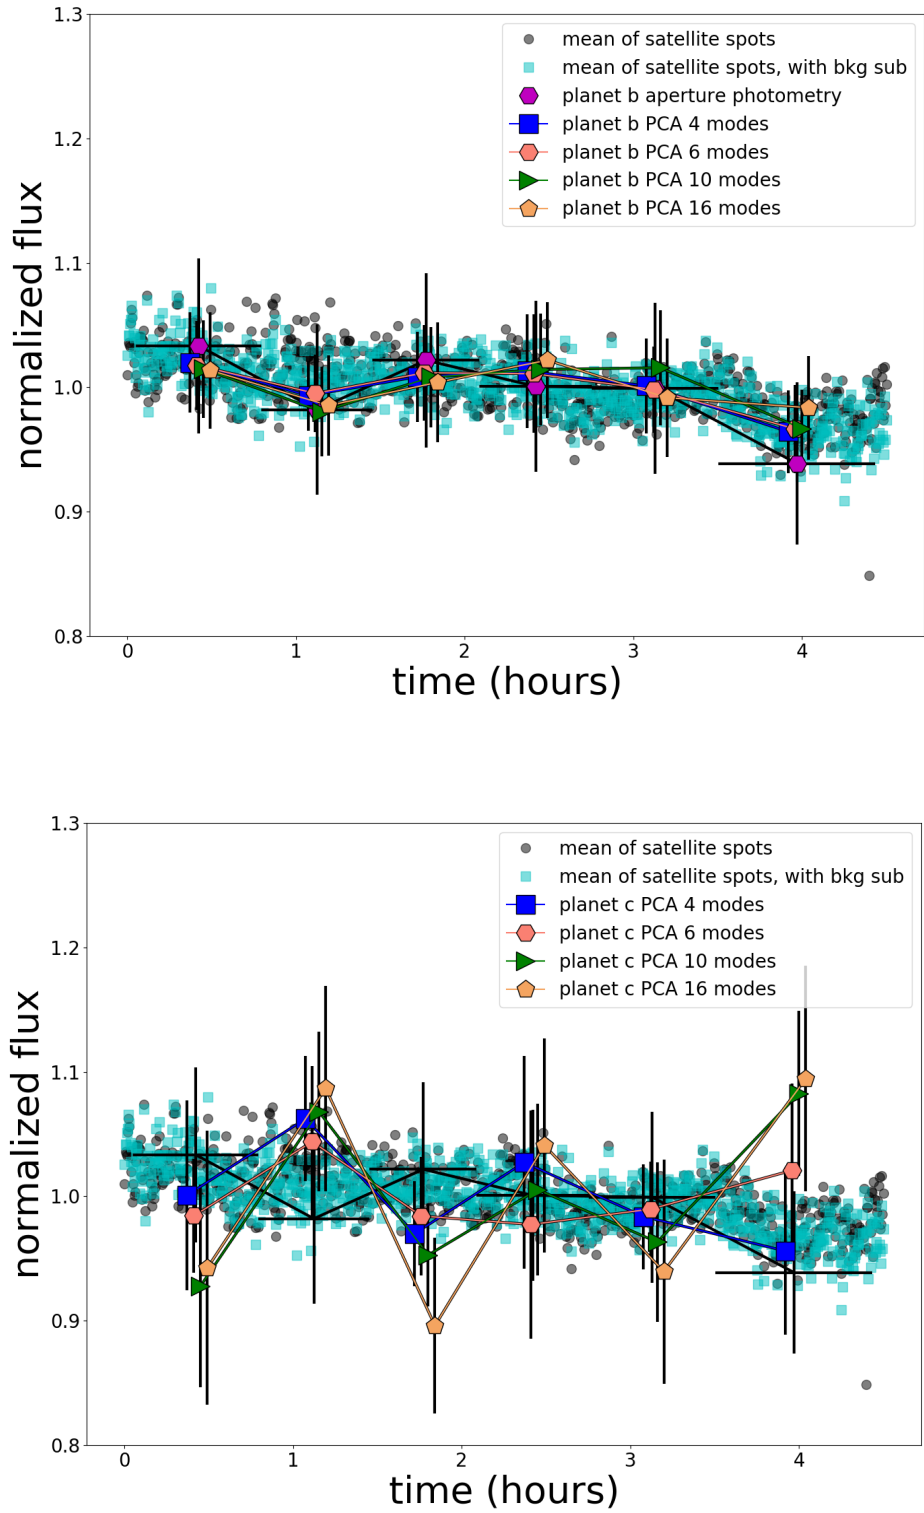 1.3
1.2
1.1
1.0
0.9
0.8
normalized flux
mean of satellite spots
mean of satellite spots, with bkg sub
planet b aperture photometry
planet b PCA 4 modes
planet b PCA 6 modes
planet b PCA 10 modes
planet b PCA 16 modes
0 1 2 3 4
time (hours)
1.3
1.2
1.1
1.0
0.9
0.8
normalized flux
mean of satellite spots
mean of satellite spots, with bkg sub
planet c PCA 4 modes
planet c PCA 6 modes
planet c PCA 10 modes
planet c PCA 16 modes
0 1 2 3 4
time (hours)